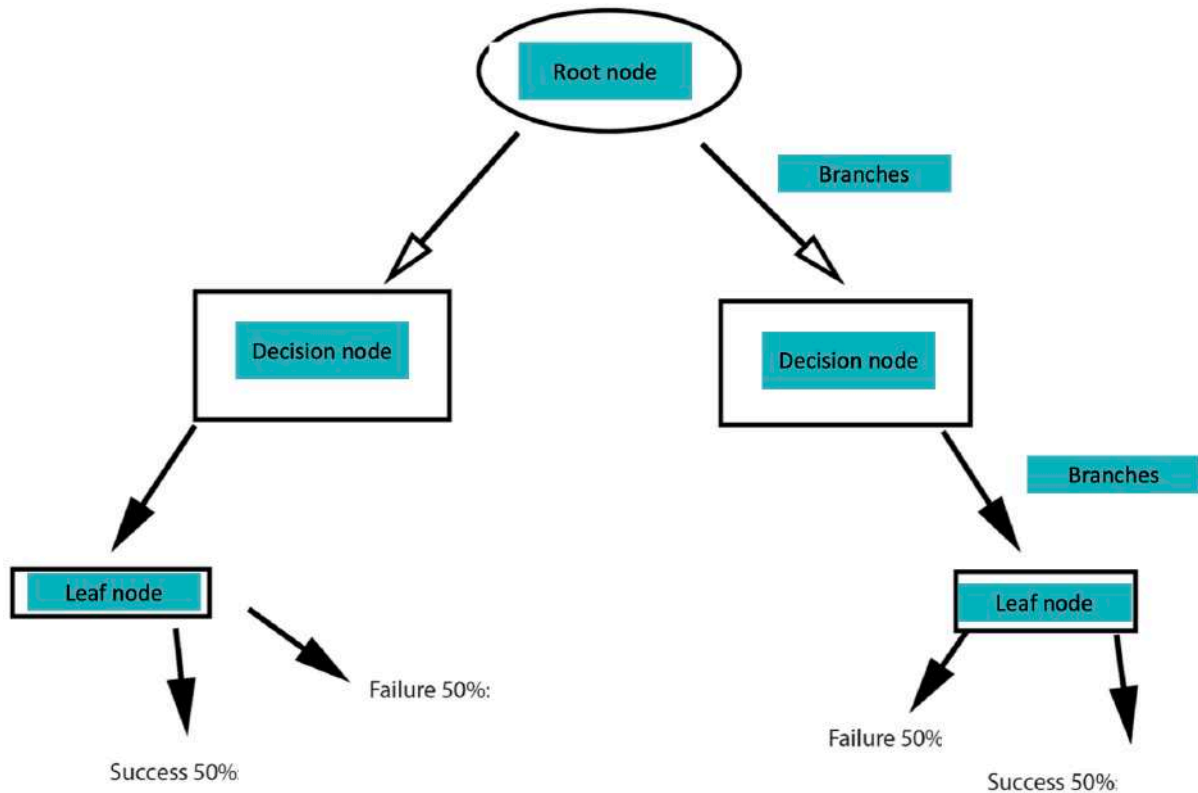 Root node
Branches
Decision node
Decision node
Branches
Leaf node
Leaf node
Failure 50%:
Failure 50%
Success 50%:
Success 50%: